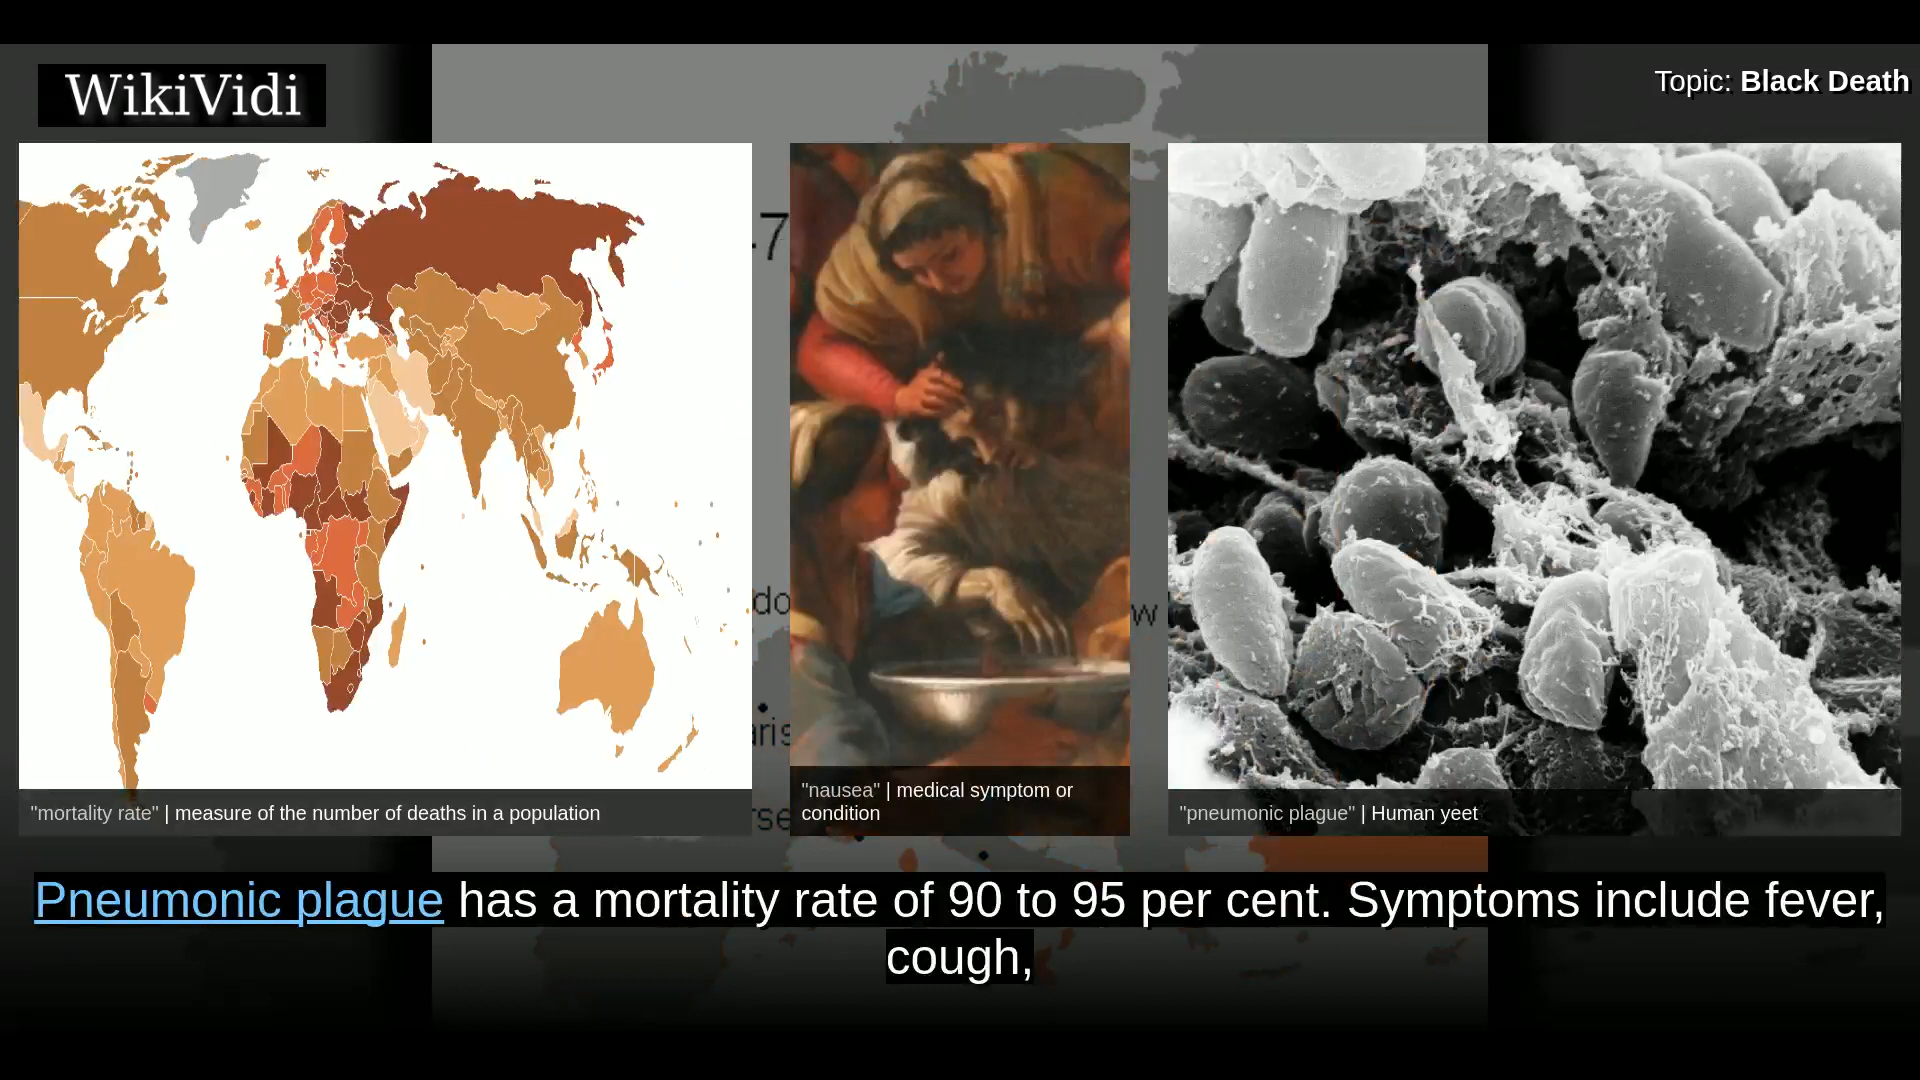 WikiVidi
Topic: Black Death
"mortality rate" | measure of the number of deaths in a population
"nausea" | medical symptom or
condition
"pneumonic plague" | Human yeet
Pneumonic plague has a mortality rate of 90 to 95 per cent. Symptoms include fever,
cough,